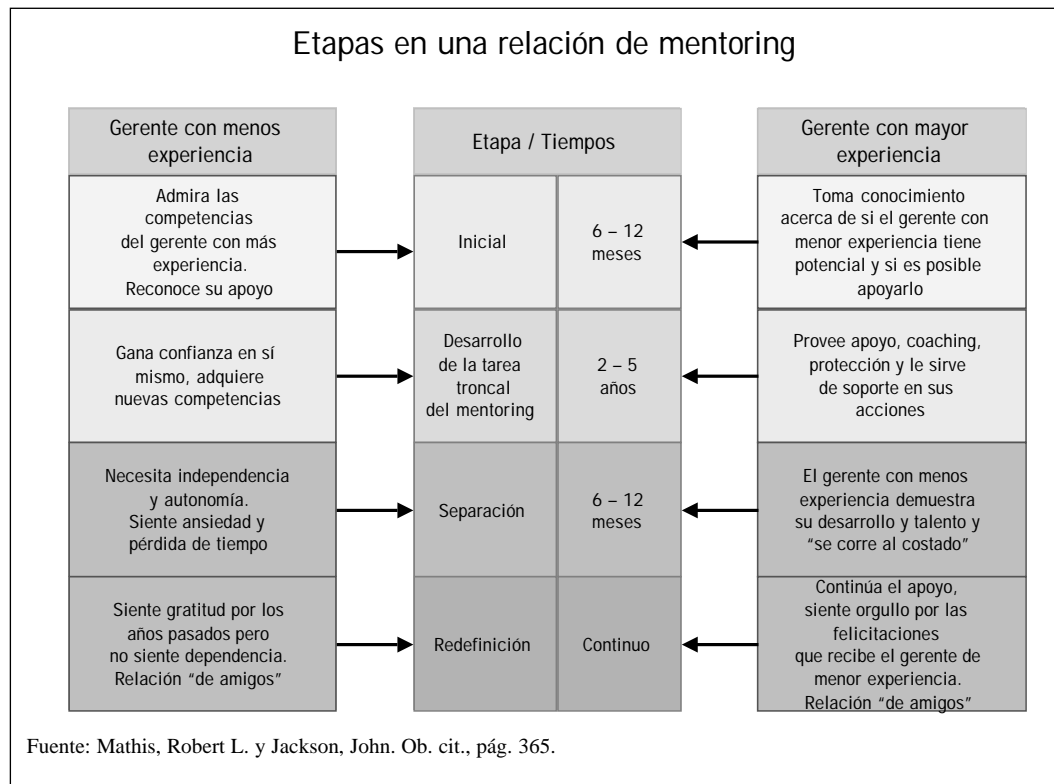 Etapas en una relación de mentoring
Gerente con menos
experiencia
Etapa / Tiempos
Gerente con mayor
experiencia
Admira las
competencias
del gerente con más
experiencia.
Reconoce su apoyo
Inicial
6 – 12
meses
Toma conocimiento
acerca de si el gerente con
menor experiencia tiene
potencial y si es posible
apoyarlo
Gana confianza en sí
mismo, adquiere
nuevas competencias
Desarrollo
de la tarea
troncal
del mentoring
2 – 5
años
Provee apoyo, coaching,
protección y le sirve
de soporte en sus
acciones
Necesita independencia
y autonomía.
Siente ansiedad y
pérdida de tiempo
Separación
6 – 12
meses
El gerente con menos
experiencia demuestra
su desarrollo y talento y
“se corre al costado”
Siente gratitud por los
años pasados pero
no siente dependencia.
Relación “de amigos”
Redefinición
Continuo
Continúa el apoyo,
siente orgullo por las
felicitaciones
que recibe el gerente de
menor experiencia.
Relación “de amigos”
Fuente: Mathis, Robert L. y Jackson, John. Ob. cit., pág. 365.